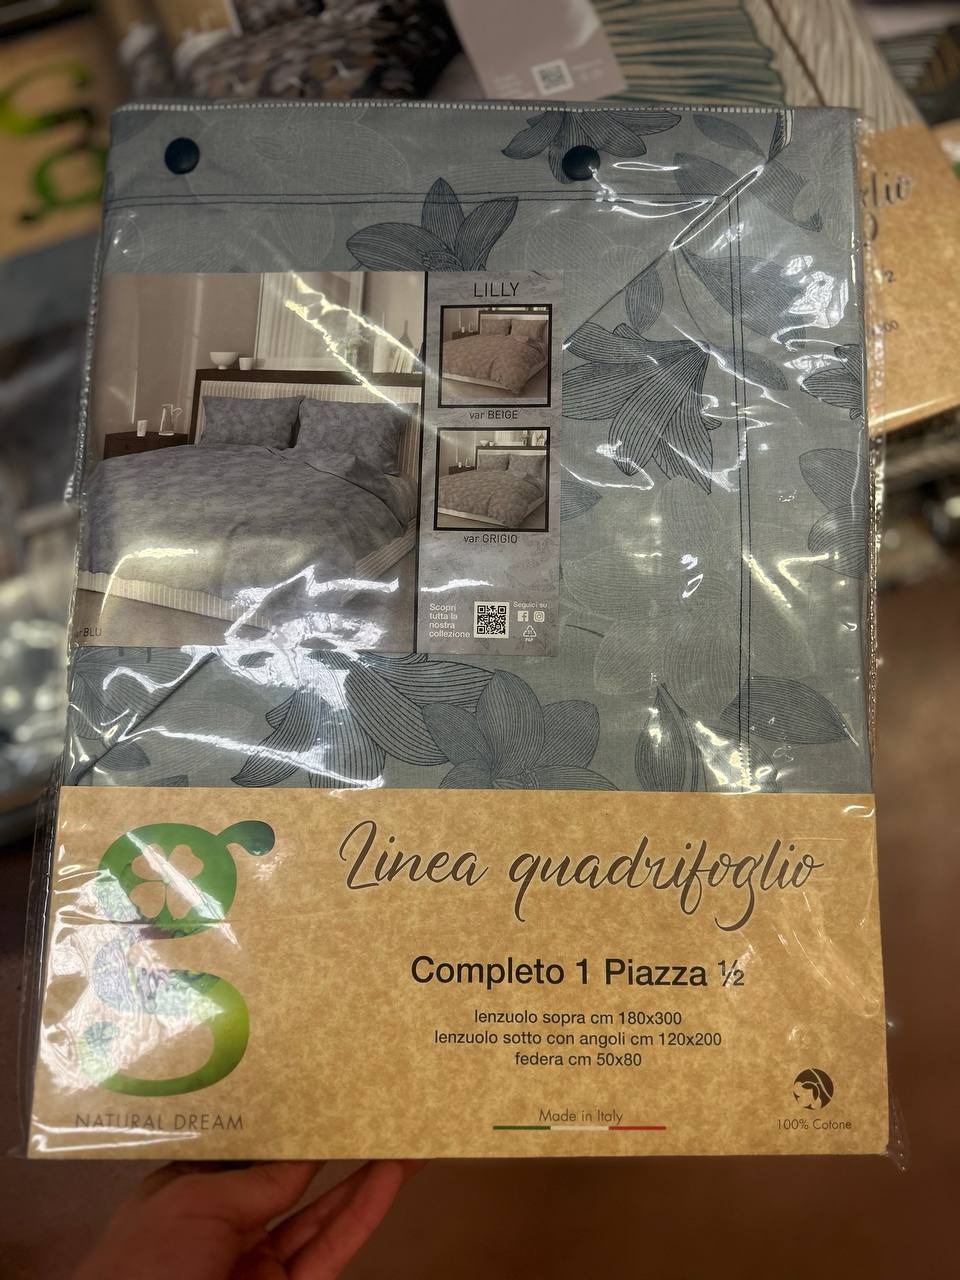 LILLY
var BEIGE
var GRIGIO
BLU
Scopri
tutta la
nostra
collezione
Seguici su
PAP
Linea quadrifoglio
Completo 1 Piazza ½
lenzuolo sopra cm 180x300
lenzuolo sotto con angoli cm 120x200
federa cm 50x80
NATURAL DREAM
Made in Italy
100% Cotone